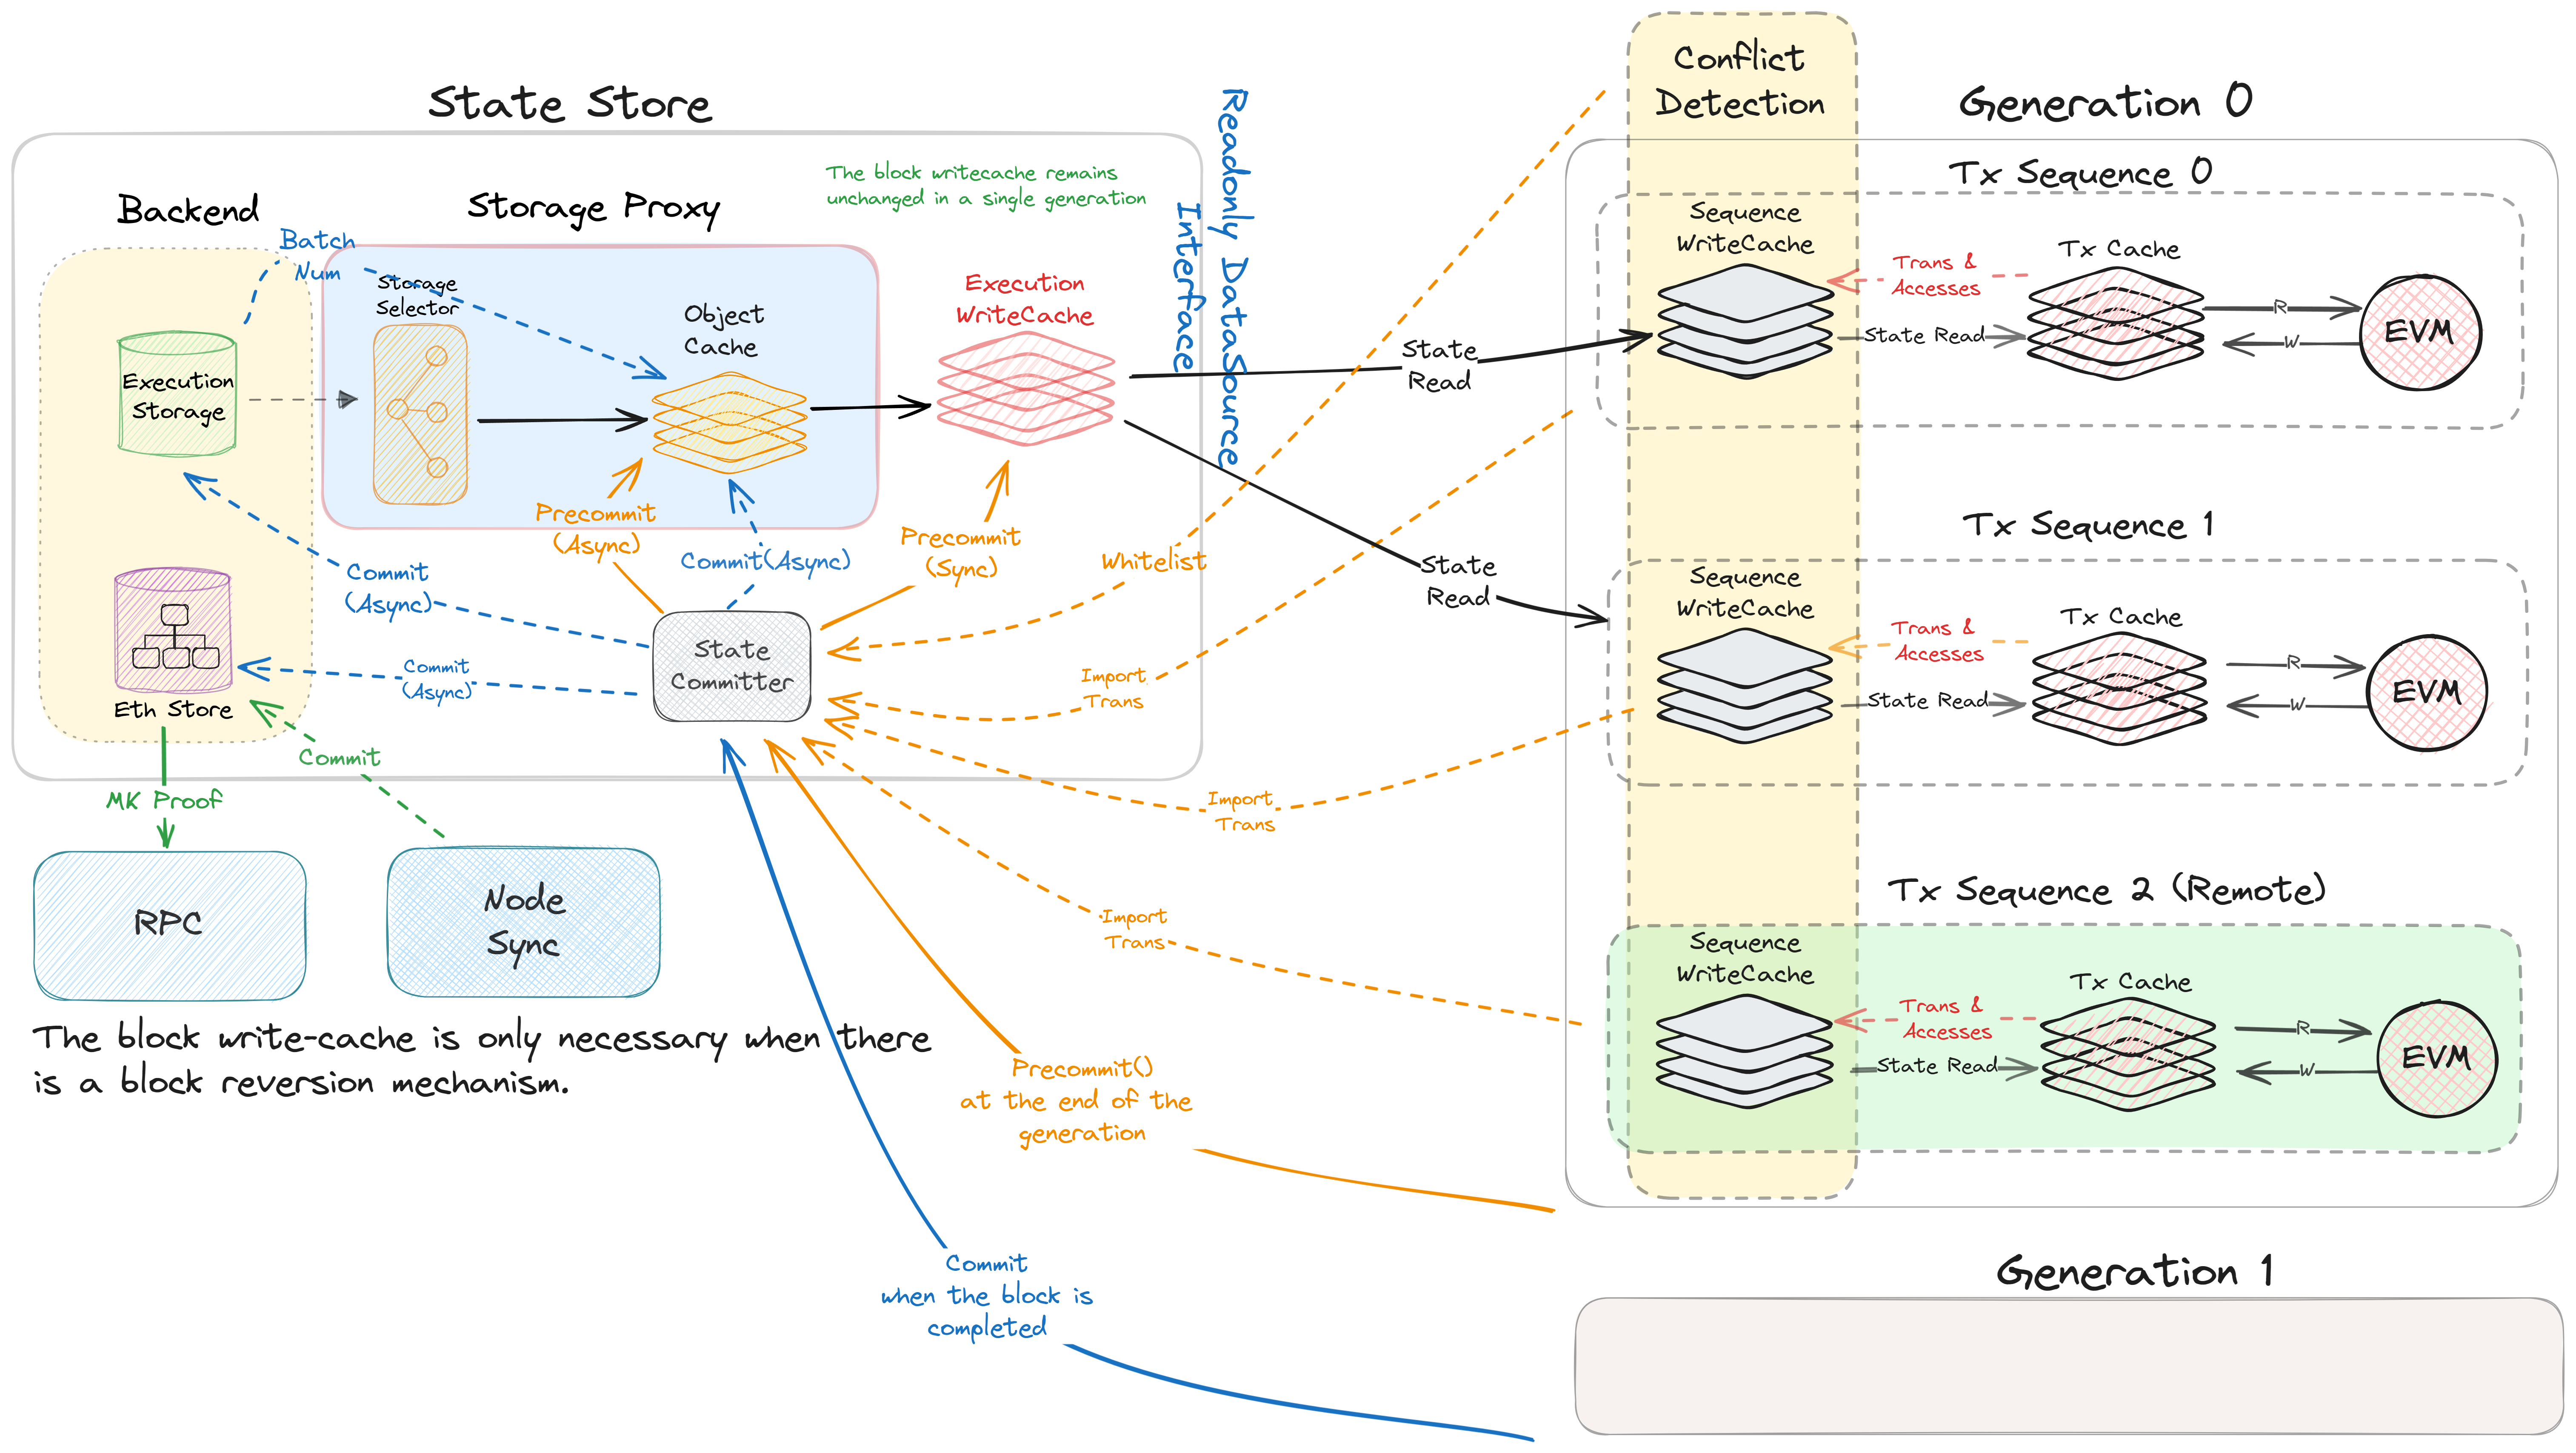 State Store
The block writecache remains
unchanged in a single generation
Backend
Storage Proxy
Batch
Num
Storage
Selector
Execution
Storage
Object
Cache
Execution
WriteCache
Readonly DataSource
Interface
Precommit
(Async)
Commit(Async)
Precommit
(Sync)
Whitelist
Commit
(Async)
Commit
(Async)
State
Committer
Eth Store
Commit
MK Proof
RPC
Node
Sync
The block write-cache is only necessary when there
is a block reversion mechanism.
Import
Trans
Import
Trans
Import
Trans
Precommit()
at the end of the
generation
Commit
when the block is
completed
State
Read
State
Read
Conflict
Detection
Generation 0
Tx Sequence 0
Sequence
WriteCache
Trans &
Accesses
State Read
Tx Cache
R
W
EVM
Tx Sequence 1
Sequence
WriteCache
Trans &
Accesses
State Read
Tx Cache
R
W
EVM
Tx Sequence 2 (Remote)
Sequence
WriteCache
Trans &
Accesses
State Read
Tx Cache
R
W
EVM
Generation 1